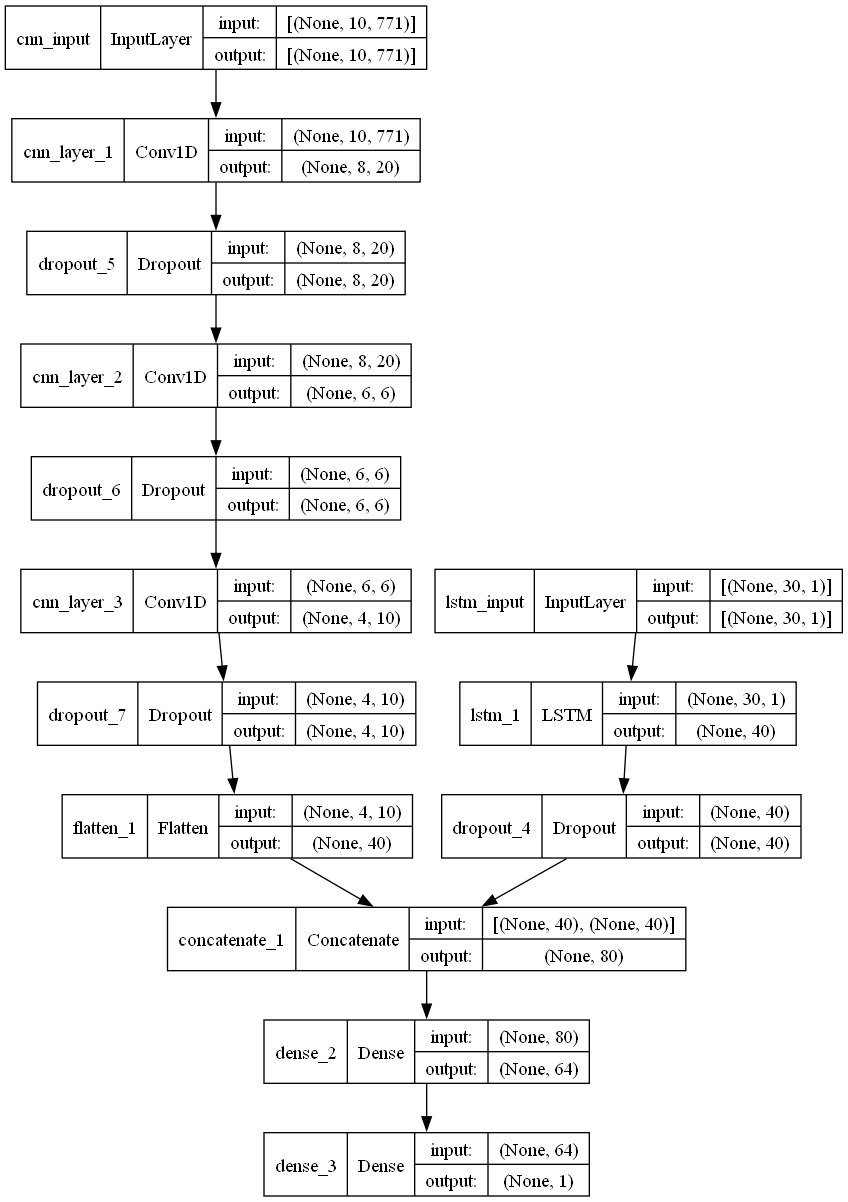 cnn_input InputLayer input: [(None, 10, 771)]
output: [(None, 10, 771)]
cnn_layer_1 Conv1D input: (None, 10, 771)
output: (None, 8, 20)
dropout_5 Dropout input: (None, 8, 20)
output: (None, 8, 20)
cnn_layer_2 Conv1D input: (None, 8, 20)
output: (None, 6, 6)
dropout_6 Dropout input: (None, 6, 6)
output: (None, 6, 6)
cnn_layer_3 Conv1D input: (None, 6, 6)
output: (None, 4, 10)
lstm_input InputLayer input: [(None, 30, 1)]
output: [(None, 30, 1)]
dropout_7 Dropout input: (None, 4, 10)
output: (None, 4, 10)
lstm_1 LSTM input: (None, 30, 1)
output: (None, 40)
flatten_1 Flatten input: (None, 4, 10)
output: (None, 40)
dropout_4 Dropout input: (None, 40)
output: (None, 40)
concatenate_1 Concatenate input: [(None, 40), (None, 40)]
output: (None, 80)
dense_2 Dense input: (None, 80)
output: (None, 64)
dense_3 Dense input: (None, 64)
output: (None, 1)